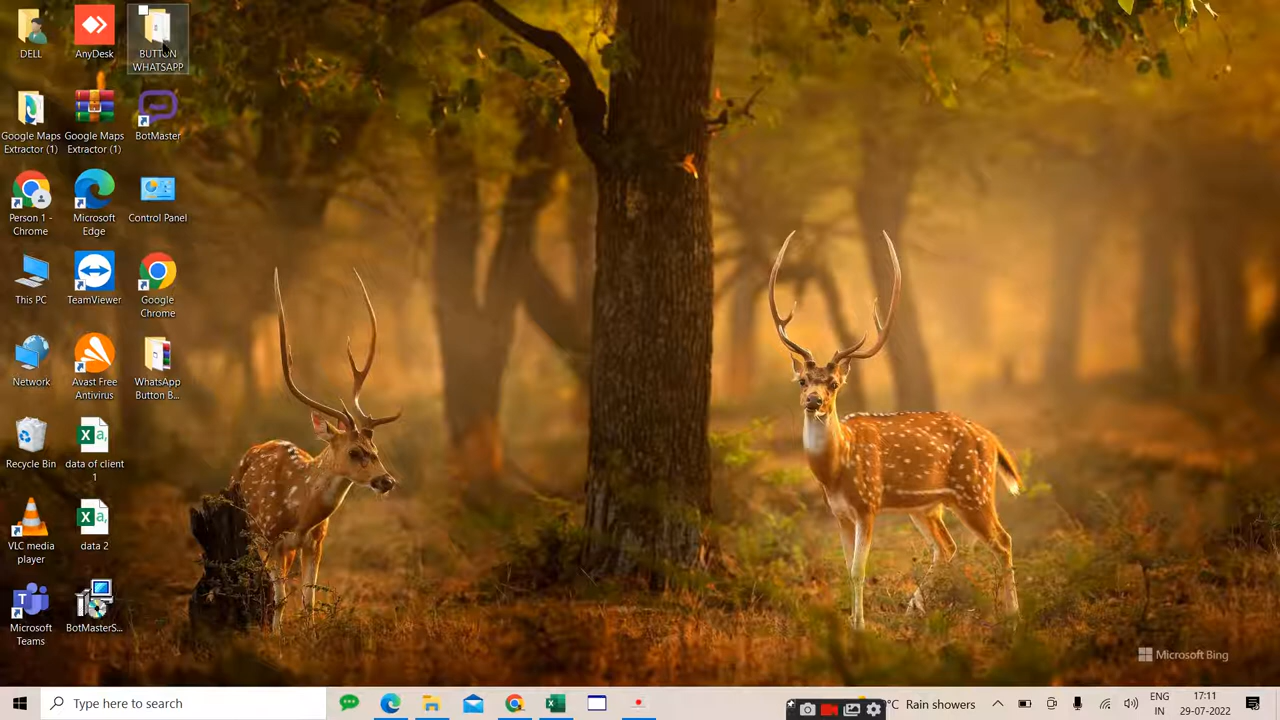 DELL
AnyDesk
BUTTON
WHATSAPP
Google Maps
Extractor (1)
Google Maps
Extractor (1)
BotMaster
Person 1 -
Chrome
Microsoft
Edge
Control Panel
This PC
TeamViewer
Google
Chrome
Network
Avast Free
Antivirus
WhatsApp
Button B...
Recycle Bin
data of client
1
VLC media
player
data 2
Microsoft
Teams
BotMasterS...
Microsoft Bing
Type here to search
°C Rain showers
ENG
IN
17:11
29-07-2022